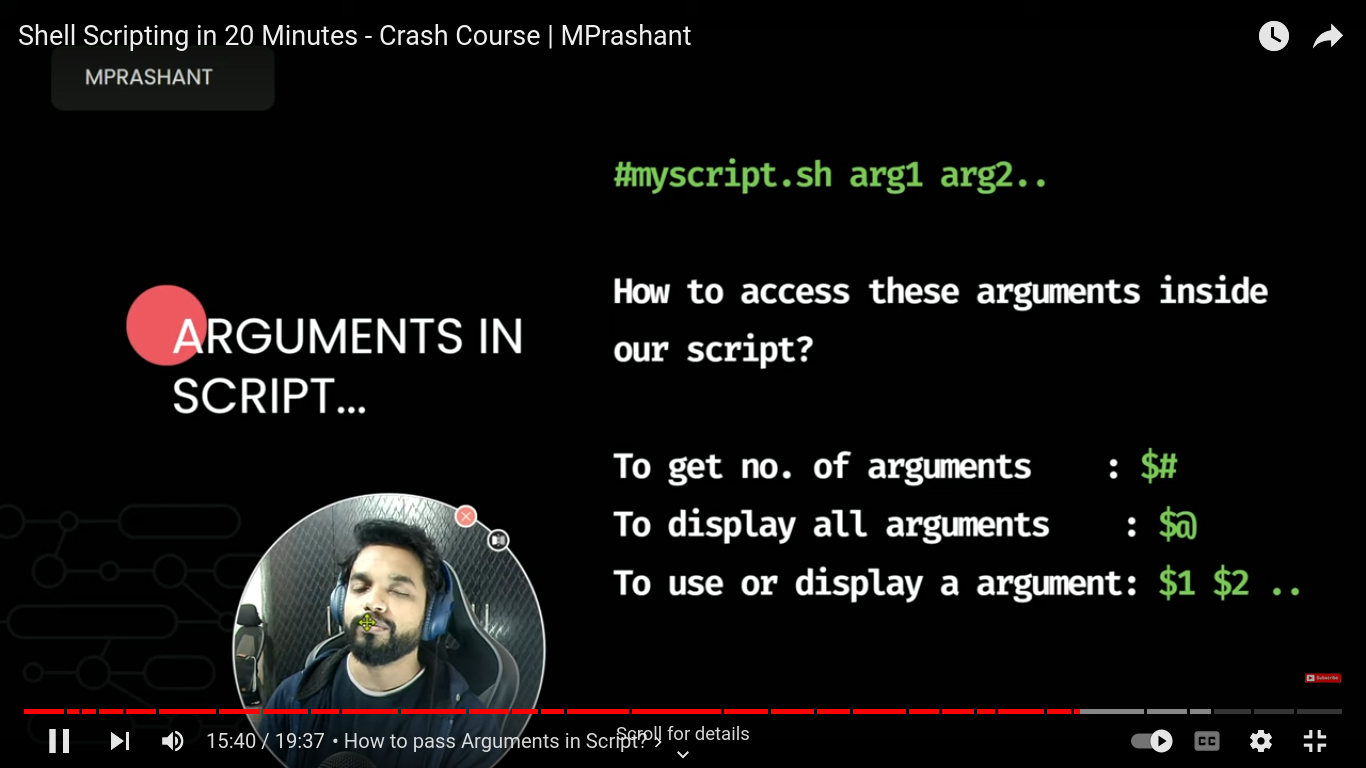 Shell Scripting in 20 Minutes - Crash Course | MPrashant
MPRASHANT
#myscript.sh arg1 arg2..
How to access these arguments inside
our script?
ARGUMENTS IN
SCRIPT...
To get no. of arguments : $#
To display all arguments : $@
To use or display a argument: $1 $2 ..
Subscribe
15:40 / 19:37 • How to pass Arguments in Script? ›
Scroll for details
CC